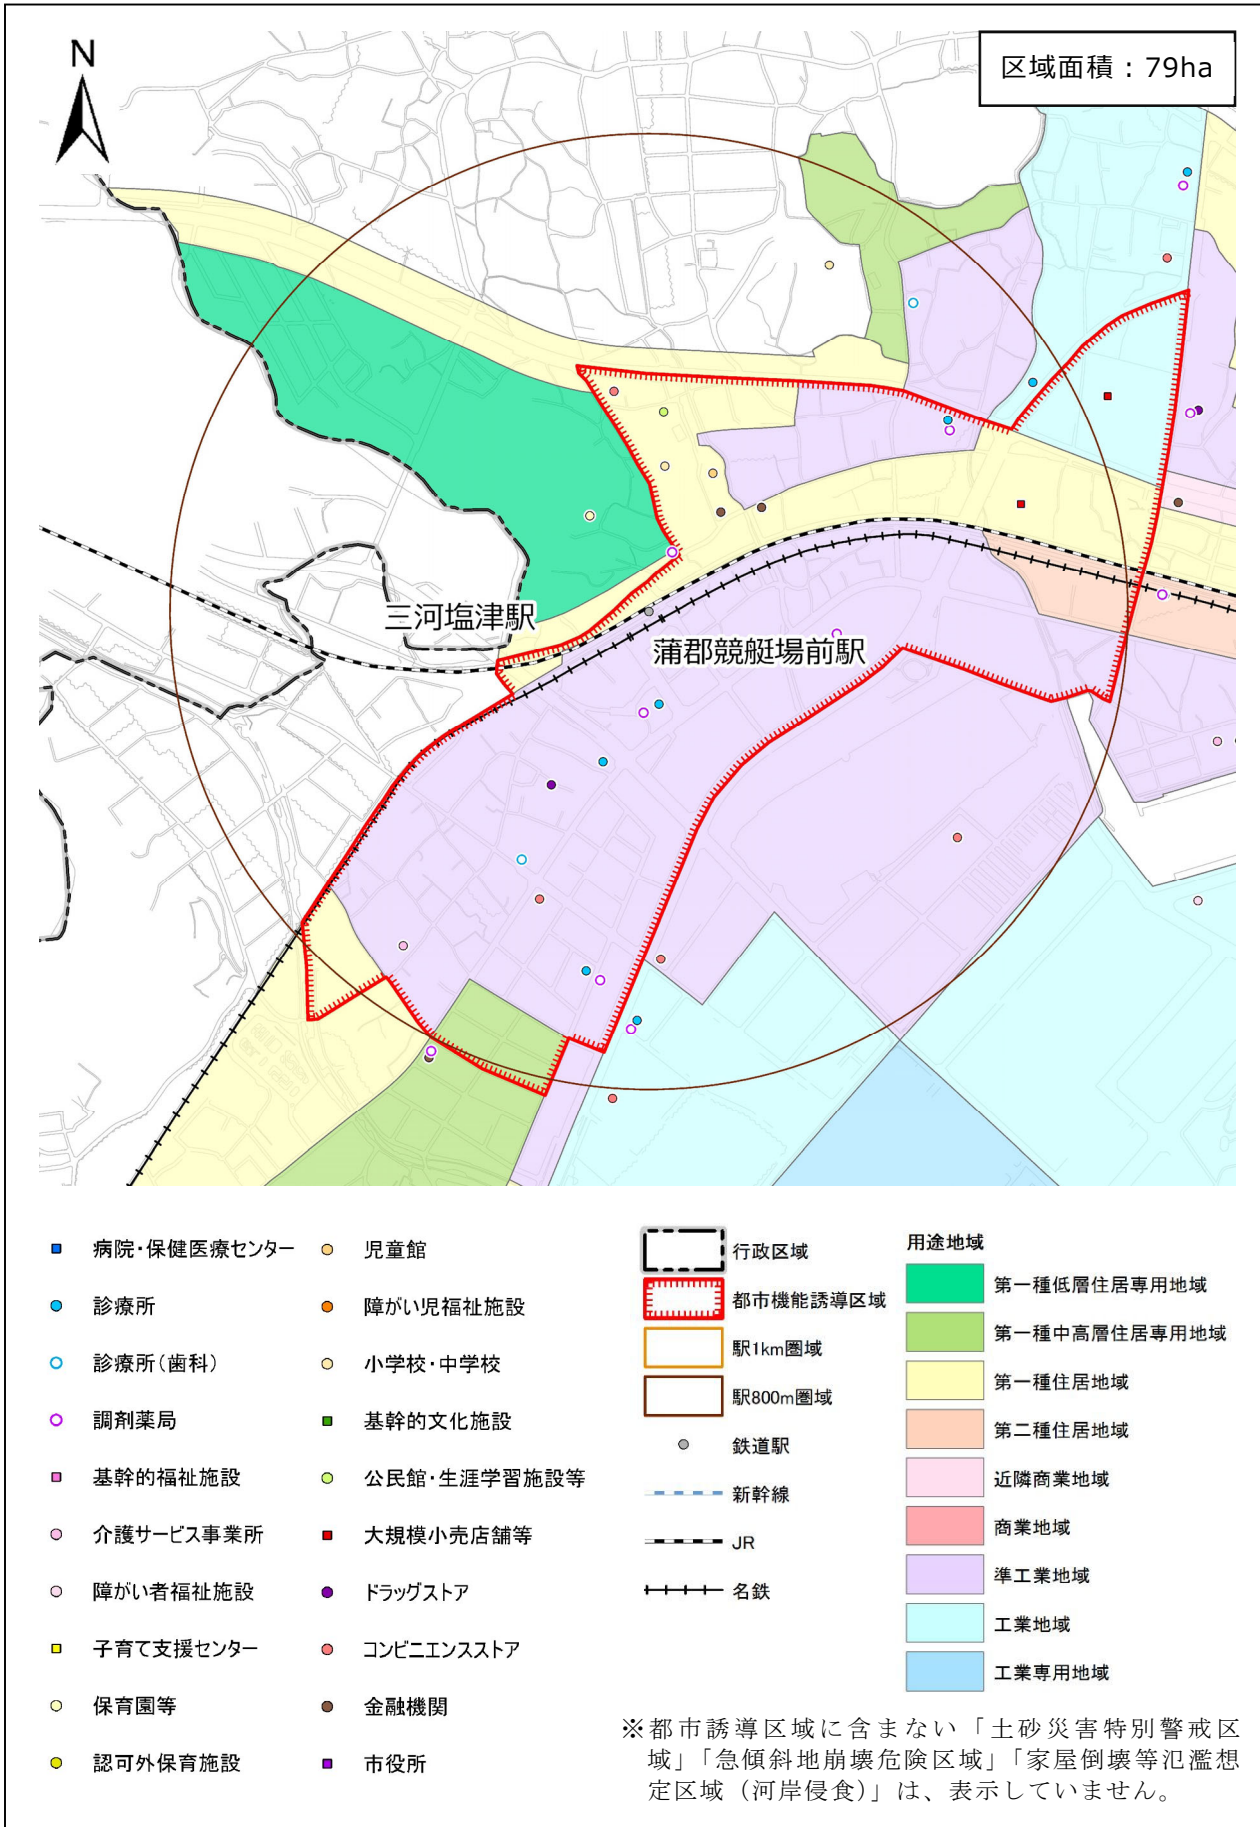 N
区域面積：79ha
三河塩津駅
蒲郡競艇場前駅
病院・保健医療センター
診療所
診療所（歯科）
調剤薬局
基幹的福祉施設
介護サービス事業所
障がい者福祉施設
子育て支援センター
保育園等
認可外保育施設
児童館
障がい児福祉施設
小学校・中学校
基幹的文化施設
公民館・生涯学習施設等
大規模小売店舗等
ドラッグストア
コンビニエンスストア
金融機関
市役所
行政区域
都市機能誘導区域
駅1km圏域
駅800m圏域
鉄道駅
新幹線
JR
名鉄
用途地域
第一種低層住居専用地域
第一種中高層住居専用地域
第一種住居地域
第二種住居地域
近隣商業地域
商業地域
準工業地域
工業地域
工業専用地域
※都市誘導区域に含まない「土砂災害特別警戒区
域」「急傾斜地崩壊危険区域」「家屋倒壊等氾濫想
定区域（河岸侵食）」は、表示していません。